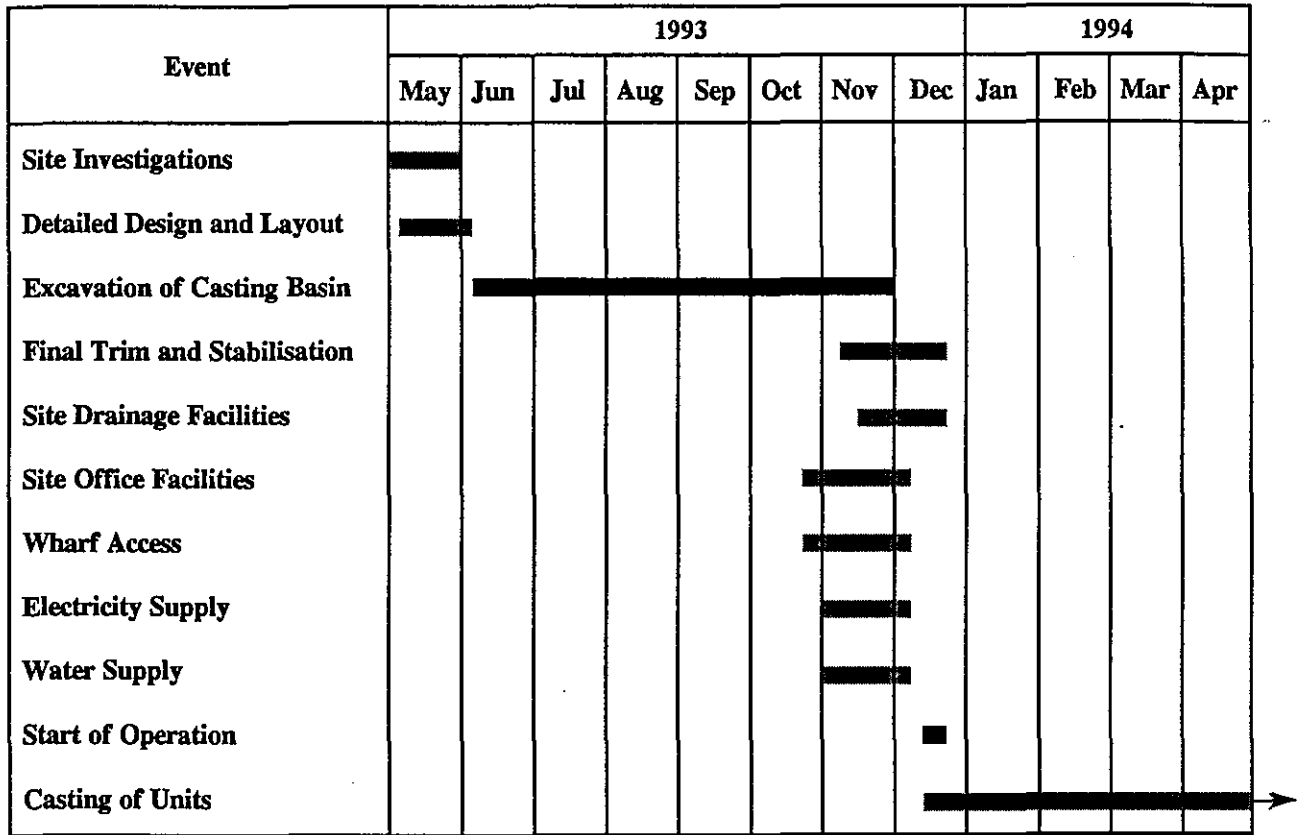 Event
1993
1994
May Jun Jul Aug Sep Oct Nov Dec Jan Feb Mar Apr
Site Investigations
Detailed Design and Layout
Excavation of Casting Basin
Final Trim and Stabilisation
Site Drainage Facilities
Site Office Facilities
Wharf Access
Electricity Supply
Water Supply
Start of Operation
Casting of Units